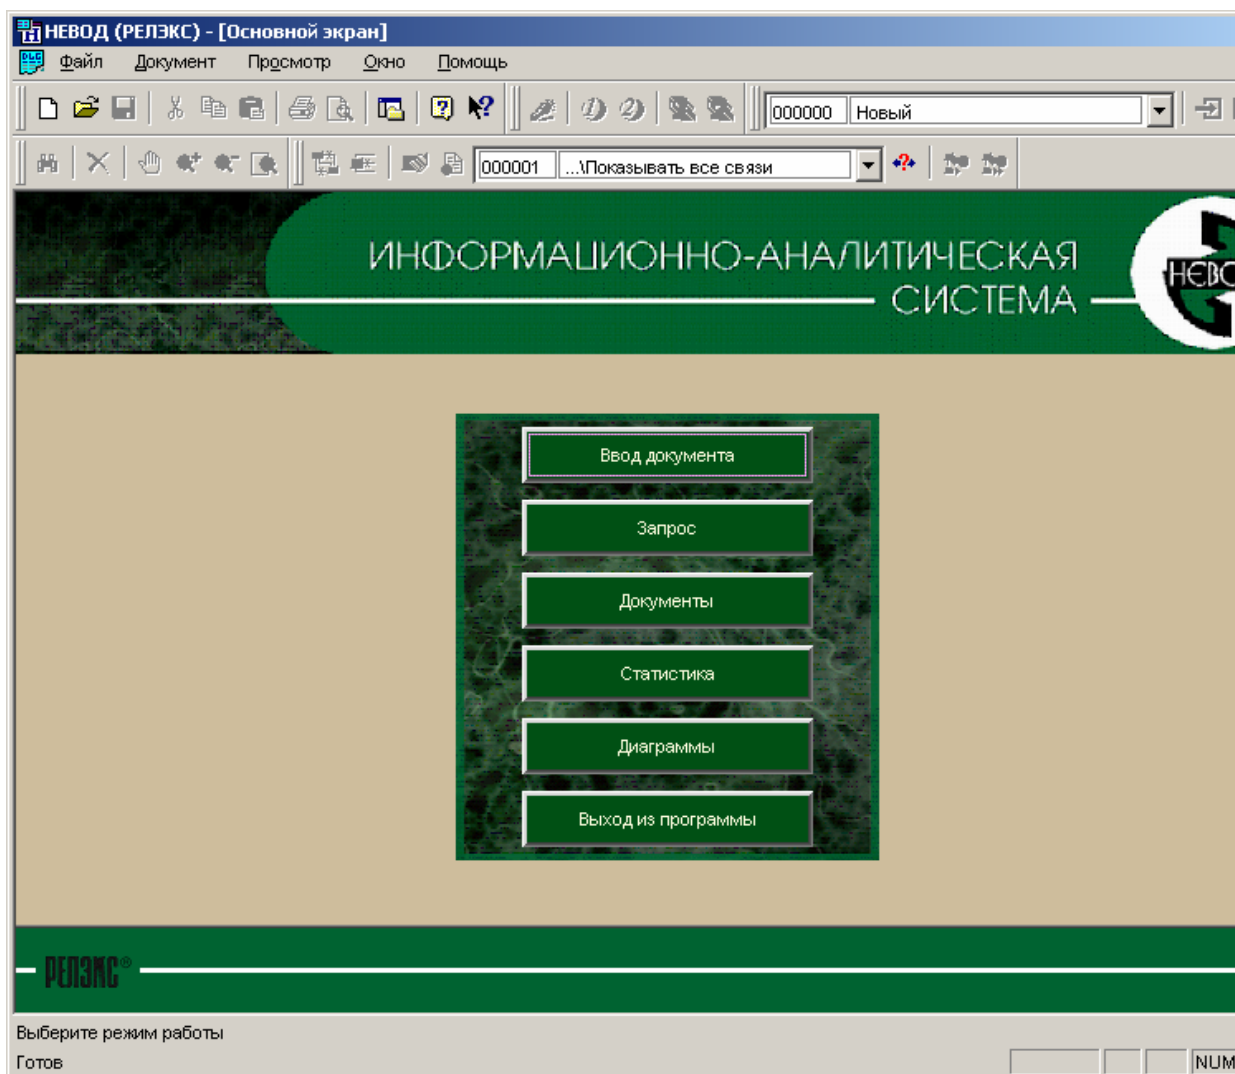 НЕВОД (РЕЛЭКС) - [Основной экран]
Файл Документ Просмотр Окно Помощь
000000 Новый
000001 ...\Показывать все связи
ИНФОРМАЦИОННО-АНАЛИТИЧЕСКАЯ
СИСТЕМА
Ввод документа
Запрос
Документы
Статистика
Диаграммы
Выход из программы
РЕЛЭКС®
Выберите режим работы
Готов
NUM